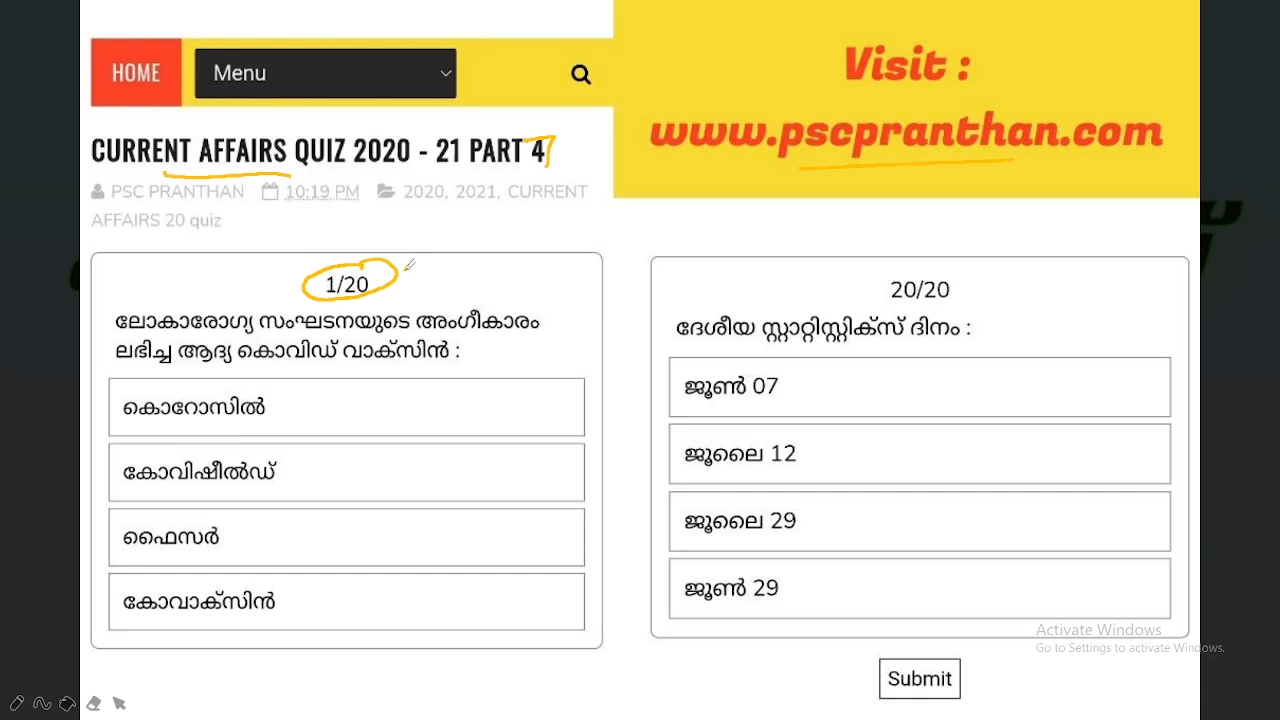 HOME
Menu
Visit :
www.pscpranthan.com
CURRENT AFFAIRS QUIZ 2020 - 21 PART 4
PSC PRANTHAN 10:19 PM 2020, 2021, CURRENT
AFFAIRS 20 quiz
1/20
ലോകാരോഗ്യ സംഘടനയുടെ അംഗീകാരം
ലഭിച്ച ആദ്യ കൊവിഡ് വാക്സിൻ :
കൊറോസിൽ
കോവിഷീൽഡ്
ഫൈസർ
കോവാക്സിൻ
20/20
ദേശീയ സ്റ്റാറ്റിസ്റ്റിക്സ് ദിനം :
ജൂൺ 07
ജൂലൈ 12
ജൂലൈ 29
ജൂൺ 29
Submit
Activate Windows
Go to Settings to activate Windows.